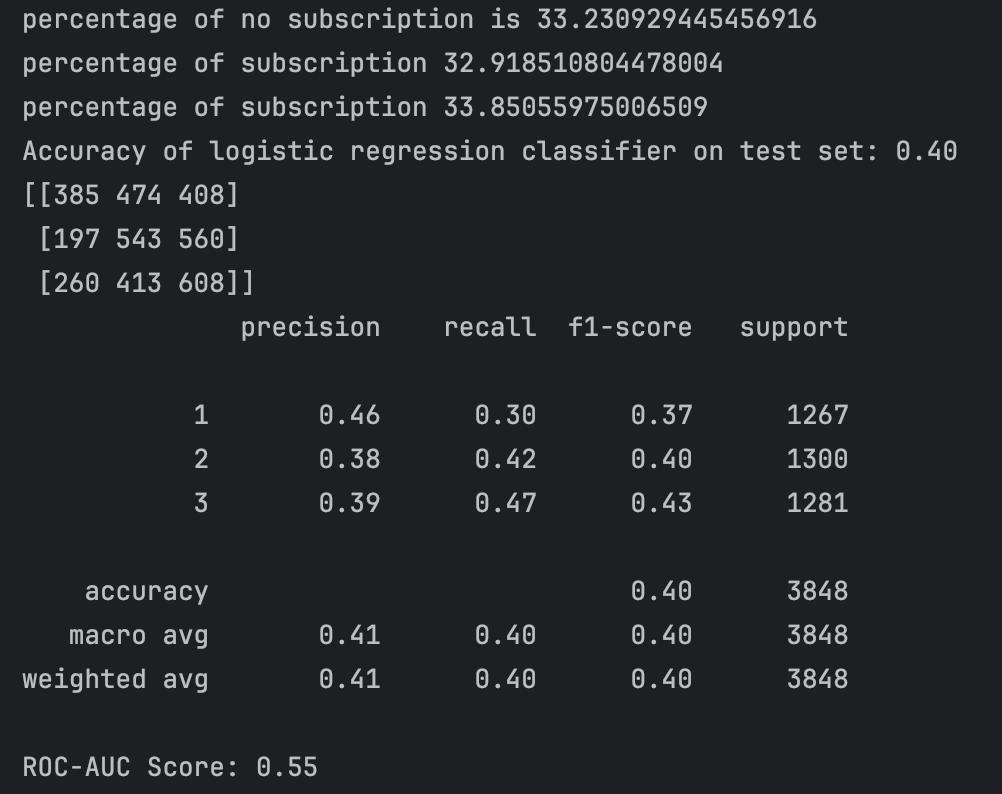 percentage of no subscription is 33.230929445456916
percentage of subscription 32.918510804478004
percentage of subscription 33.85055975006509
Accuracy of logistic regression classifier on test set: 0.40
[[385 474 408]
 [197 543 560]
 [260 413 608]]
              precision    recall  f1-score   support

           1       0.46      0.30      0.37      1267
           2       0.38      0.42      0.40      1300
           3       0.39      0.47      0.43      1281

    accuracy                           0.40      3848
   macro avg       0.41      0.40      0.40      3848
weighted avg       0.41      0.40      0.40      3848

ROC-AUC Score: 0.55